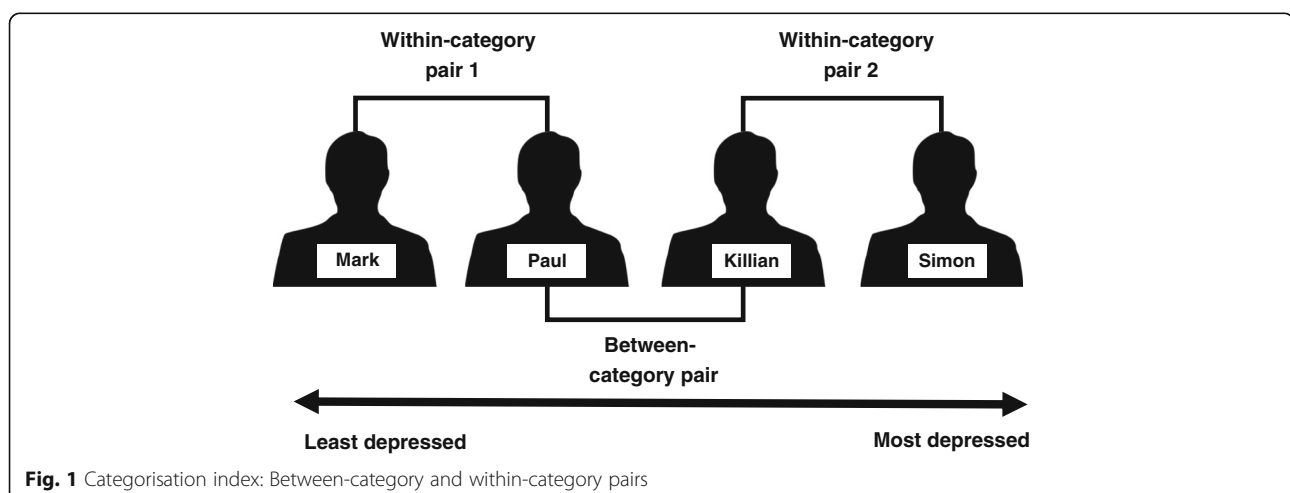 Within-category
pair 1
Within-category
pair 2
Mark
Paul
Killian
Simon
Between-
category pair
Least depressed
Most depressed
Fig. 1 Categorisation index: Between-category and within-category pairs